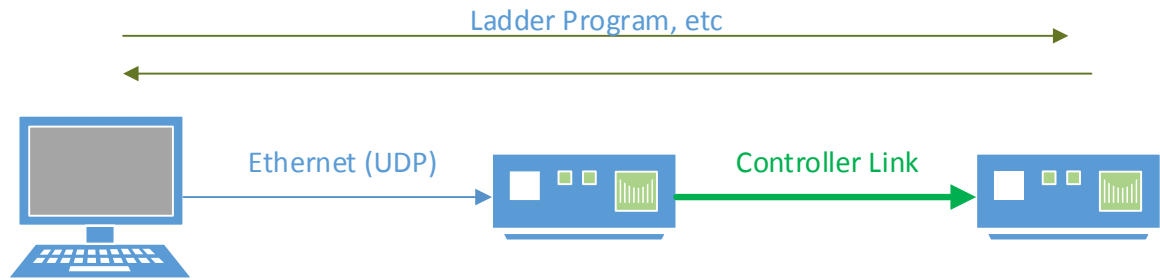 Ladder Program, etc
Ethernet (UDP)
Controller Link